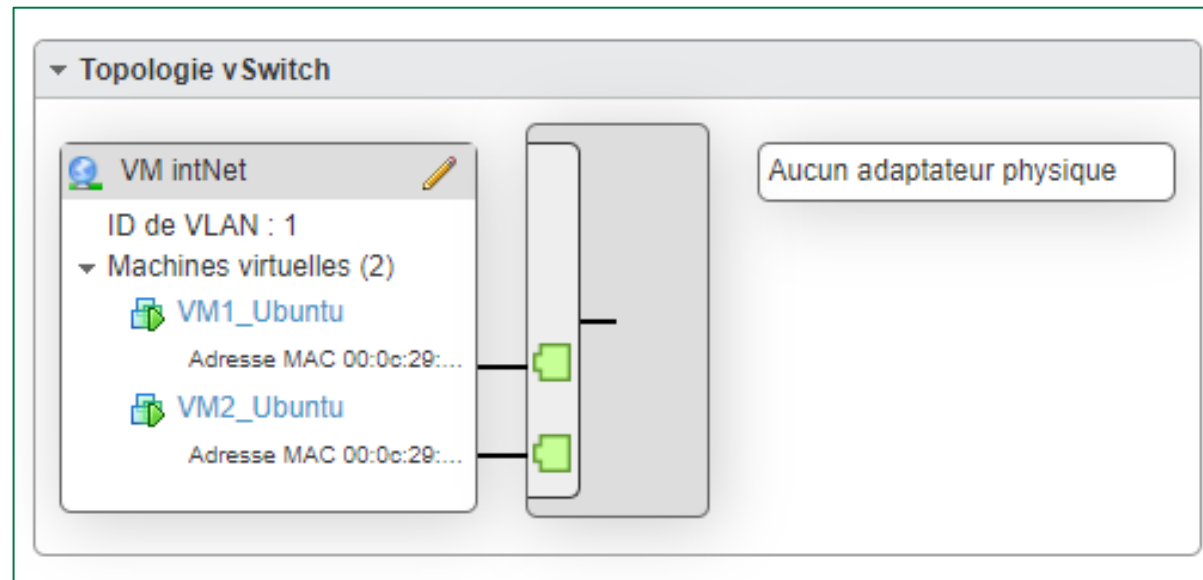 Topologie vSwitch
VM intNet
ID de VLAN : 1
Machines virtuelles (2)
VM1_Ubuntu
Adresse MAC 00:0c:29:...
VM2_Ubuntu
Adresse MAC 00:0c:29:...
Aucun adaptateur physique